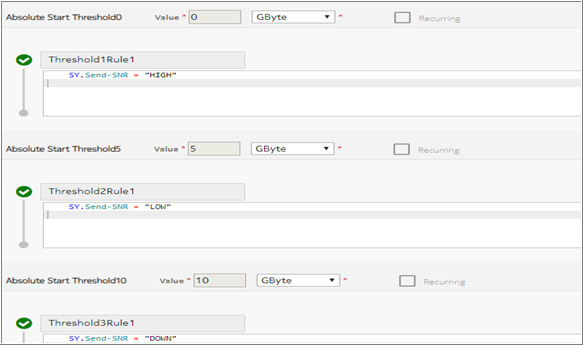 Absolute Start Threshold0 Value * 0 GByte * Recurring
Threshold1Rule1
SY.Send-SNR = "HIGH"
Absolute Start Threshold5 Value * 5 GByte * Recurring
Threshold2Rule1
SY.Send-SNR = "LOW"
Absolute Start Threshold10 Value * 10 GByte * Recurring
Threshold3Rule1
SY.Send-SNR = "DOWN"